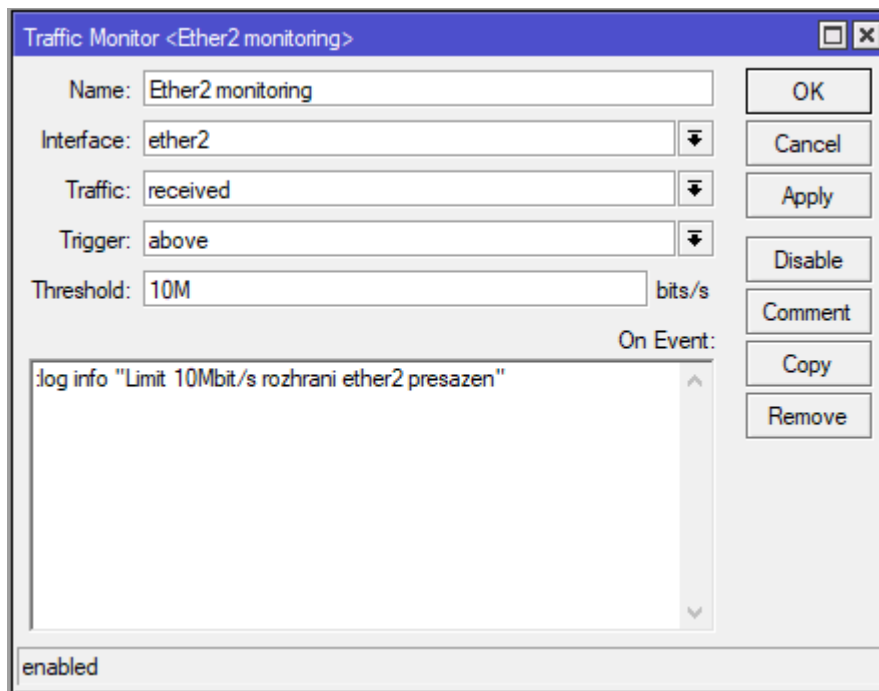 Traffic Monitor <Ether2 monitoring>
Name: Ether2 monitoring
OK
Interface: ether2
Cancel
Traffic: received
Apply
Trigger: above
Disable
Threshold: 10M bits/s
Comment
On Event:
:log info "Limit 10Mbit/s rozhrani ether2 presazen"
Copy
Remove
enabled